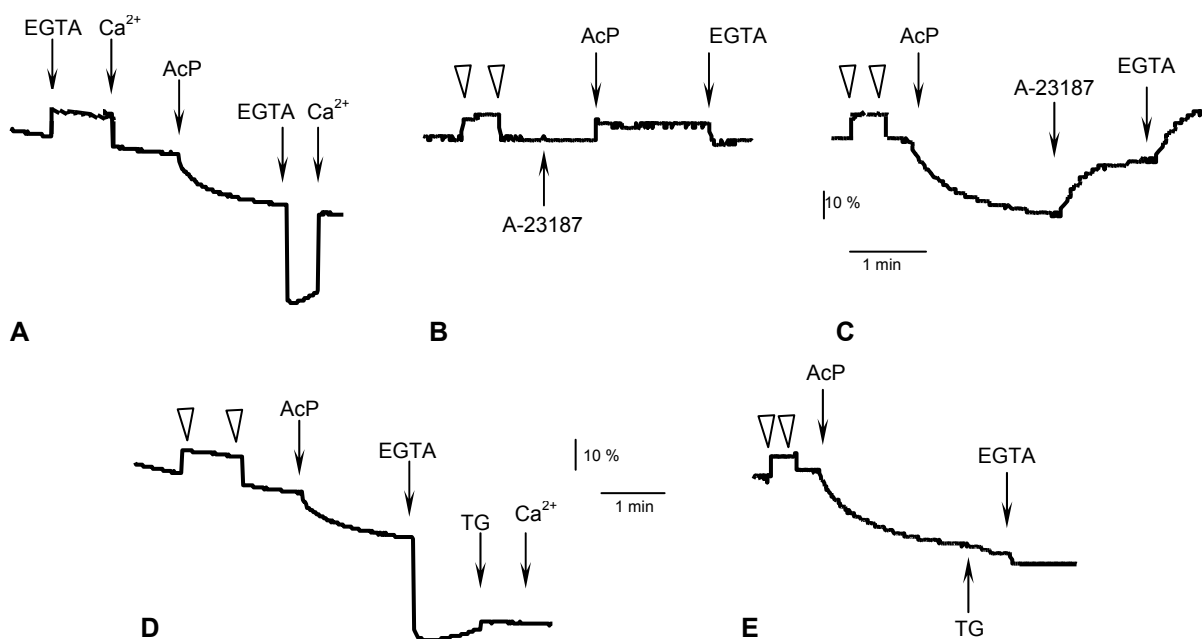 EGTA Ca²⁺
AcP
EGTA Ca²⁺
A
AcP
EGTA
A-23187
B
AcP
A-23187
EGTA
10 %
1 min
C
AcP
EGTA
TG
Ca²⁺
D
10 %
1 min
AcP
EGTA
TG
E